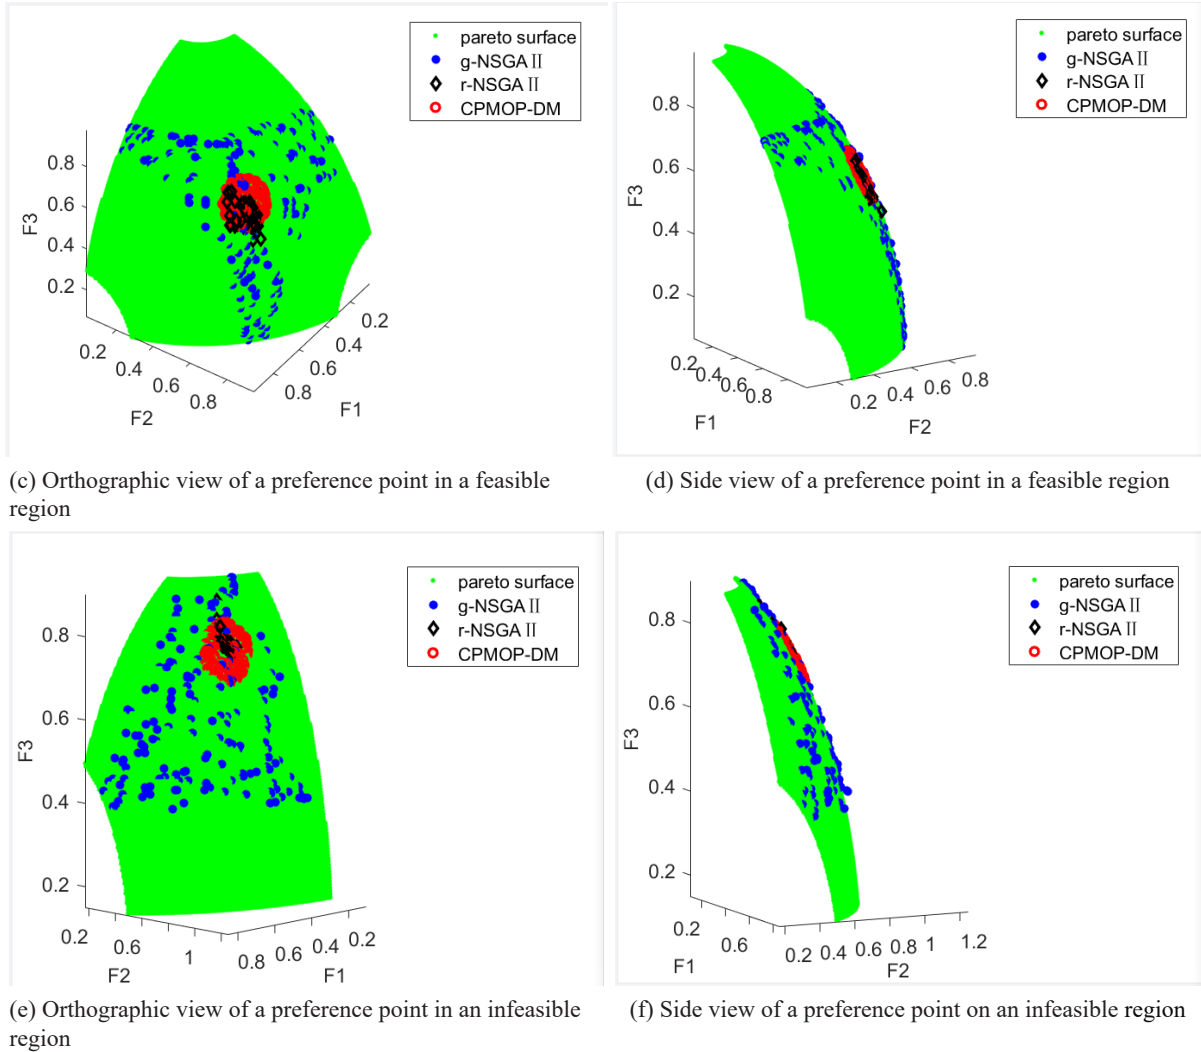 pareto surface
g-NSGA II
r-NSGA II
CPMOP-DM
0.8
0.6
0.4
0.2
F3
0.2
0.4
0.6
0.8
F2
0.2
0.4
0.6
0.8
F1
pareto surface
g-NSGA II
r-NSGA II
CPMOP-DM
0.8
0.6
0.4
0.2
F3
0.2
0.4
0.6
0.8
F1
0.2
0.4
0.6
0.8
F2
(c) Orthographic view of a preference point in a feasible
region
(d) Side view of a preference point in a feasible region
pareto surface
g-NSGA II
r-NSGA II
CPMOP-DM
0.8
0.6
0.4
0.2
F3
0.2
0.6
1
F2
0.8
0.6
0.4
0.2
F1
pareto surface
g-NSGA II
r-NSGA II
CPMOP-DM
0.8
0.6
0.4
0.2
F3
0.2
0.6
F1
0.2
0.4
0.6
0.8
1
1.2
F2
(e) Orthographic view of a preference point in an infeasible
region
(f) Side view of a preference point on an infeasible region